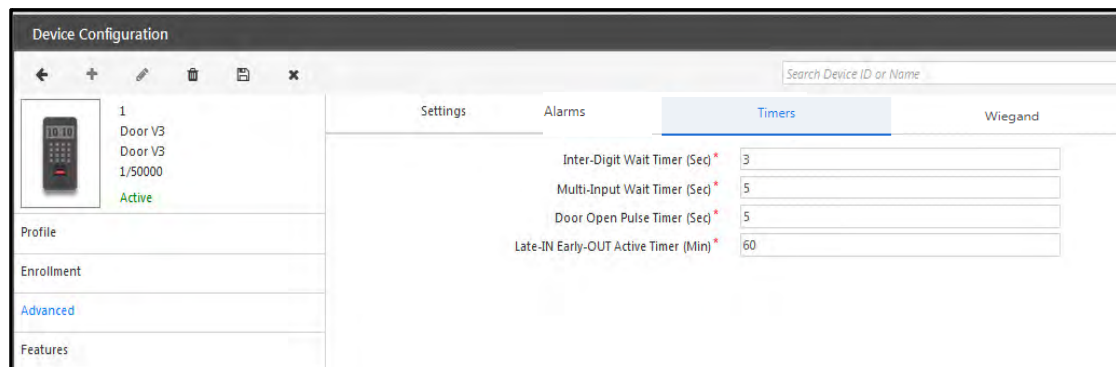 Device Configuration
Search Device ID or Name
10 10
1
Door V3
Door V3
1/50000
Active
Profile
Enrollment
Advanced
Features
Settings Alarms Timers Wiegand
Inter-Digit Wait Timer (Sec)* 3
Multi-Input Wait Timer (Sec)* 5
Door Open Pulse Timer (Sec)* 5
Late-IN Early-OUT Active Timer (Min)* 60